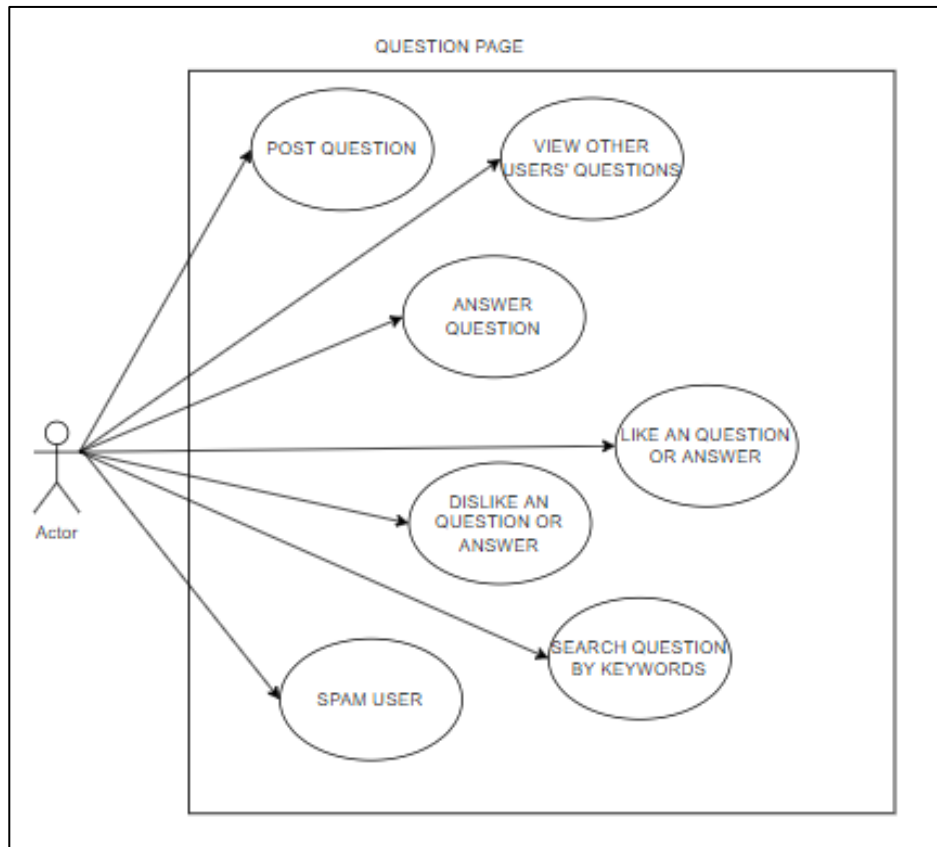 QUESTION PAGE
POST QUESTION
VIEW OTHER
USERS' QUESTIONS
ANSWER
QUESTION
LIKE AN QUESTION
OR ANSWER
DISLIKE AN
QUESTION OR
ANSWER
Actor
SEARCH QUESTION
BY KEYWORDS
SPAM USER